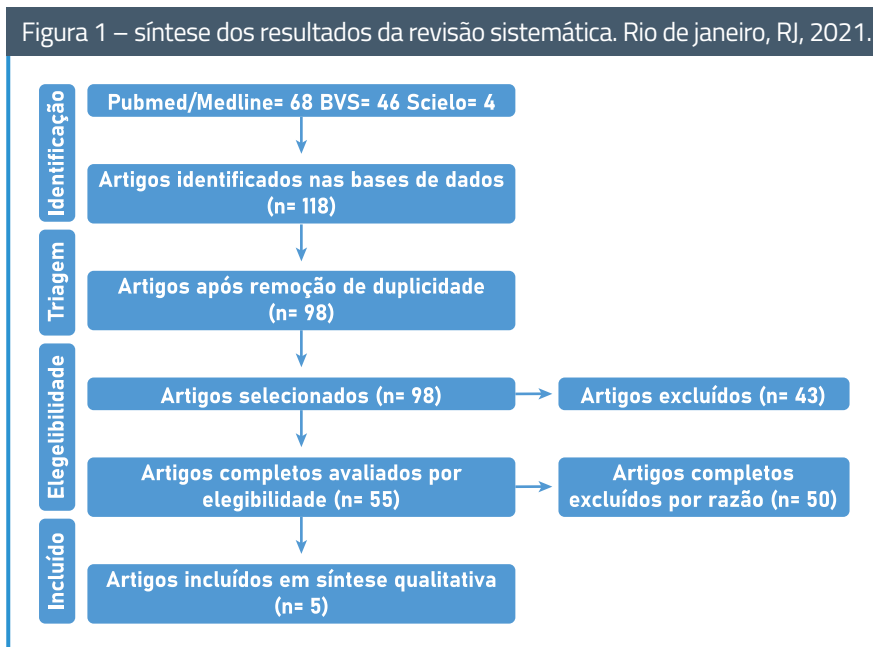 Figura 1 – síntese dos resultados da revisão sistemática. Rio de janeiro, RJ, 2021.
Identificação
Pubmed/Medline= 68 BVS= 46 Scielo= 4
Artigos identificados nas bases de dados
(n= 118)
Triagem
Artigos após remoção de duplicidade
(n= 98)
Elegelibilidade
Artigos selecionados (n= 98)
Artigos excluídos (n= 43)
Artigos completos avaliados por
elegibilidade (n= 55)
Artigos completos
excluídos por razão (n= 50)
Incluído
Artigos incluídos em síntese qualitativa
(n= 5)